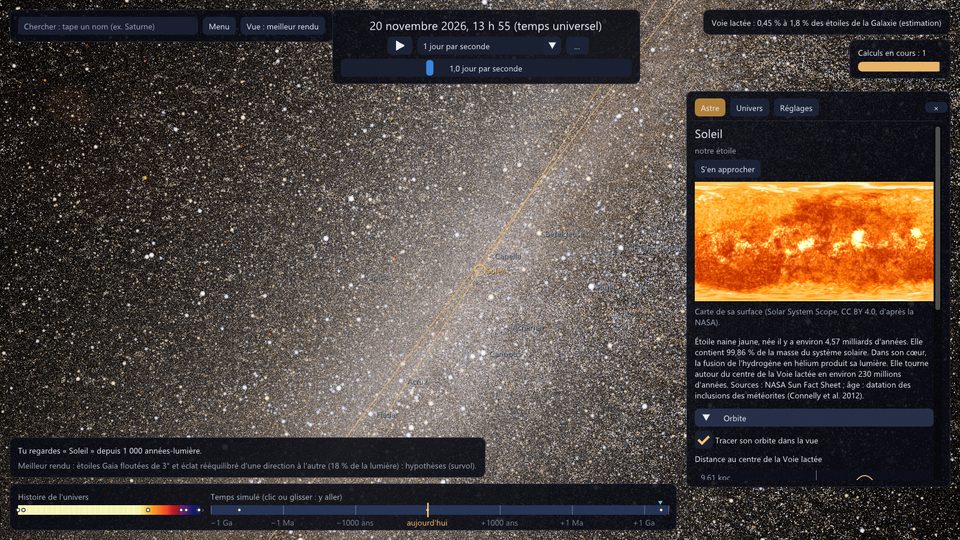 Chercher : tape un nom (ex. Saturne)
Menu
Vue : meilleur rendu
20 novembre 2026, 13 h 55 (temps universel)
1 jour par seconde
...
1,0 jour par seconde
Voie lactée : 0,45 % à 1,8 % des étoiles de la Galaxie (estimation)
Calculs en cours : 1
Astre
Univers
Réglages
×
Soleil
notre étoile
S'en approcher
Carte de sa surface (Solar System Scope, CC BY 4.0, d'après la
NASA).
Étoile naine jaune, née il y a environ 4,57 milliards d'années. Elle
contient 99,86 % de la masse du système solaire. Dans son cœur,
la fusion de l'hydrogène en hélium produit sa lumière. Elle tourne
autour du centre de la Voie lactée en environ 230 millions
d'années. Sources : NASA Sun Fact Sheet ; âge : datation des
inclusions des météorites (Connelly et al. 2012).
Orbite
Tracer son orbite dans la vue
Distance au centre de la Voie lactée
9,61 kpc
Capella
Soleil
Tu regardes « Soleil » depuis 1 000 années-lumière.
Meilleur rendu : étoiles Gaia floutées de 3" et éclat rééquilibré d'une direction à l'autre (18 % de la lumière) : hypothèses (survol).
Histoire de l'univers
Temps simulé (clic ou glisser : y aller)
−1 Ga
−1 Ma
−1000 ans
aujourd'hui
+1000 ans
+1 Ma
+1 Ga